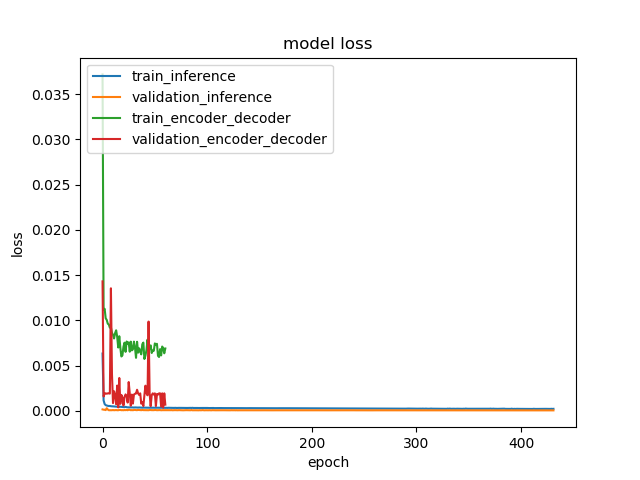 model loss
train_inference
validation_inference
train_encoder_decoder
validation_encoder_decoder
0.035
0.030
0.025
0.020
0.015
0.010
0.005
0.000
loss
0 100 200 300 400
epoch